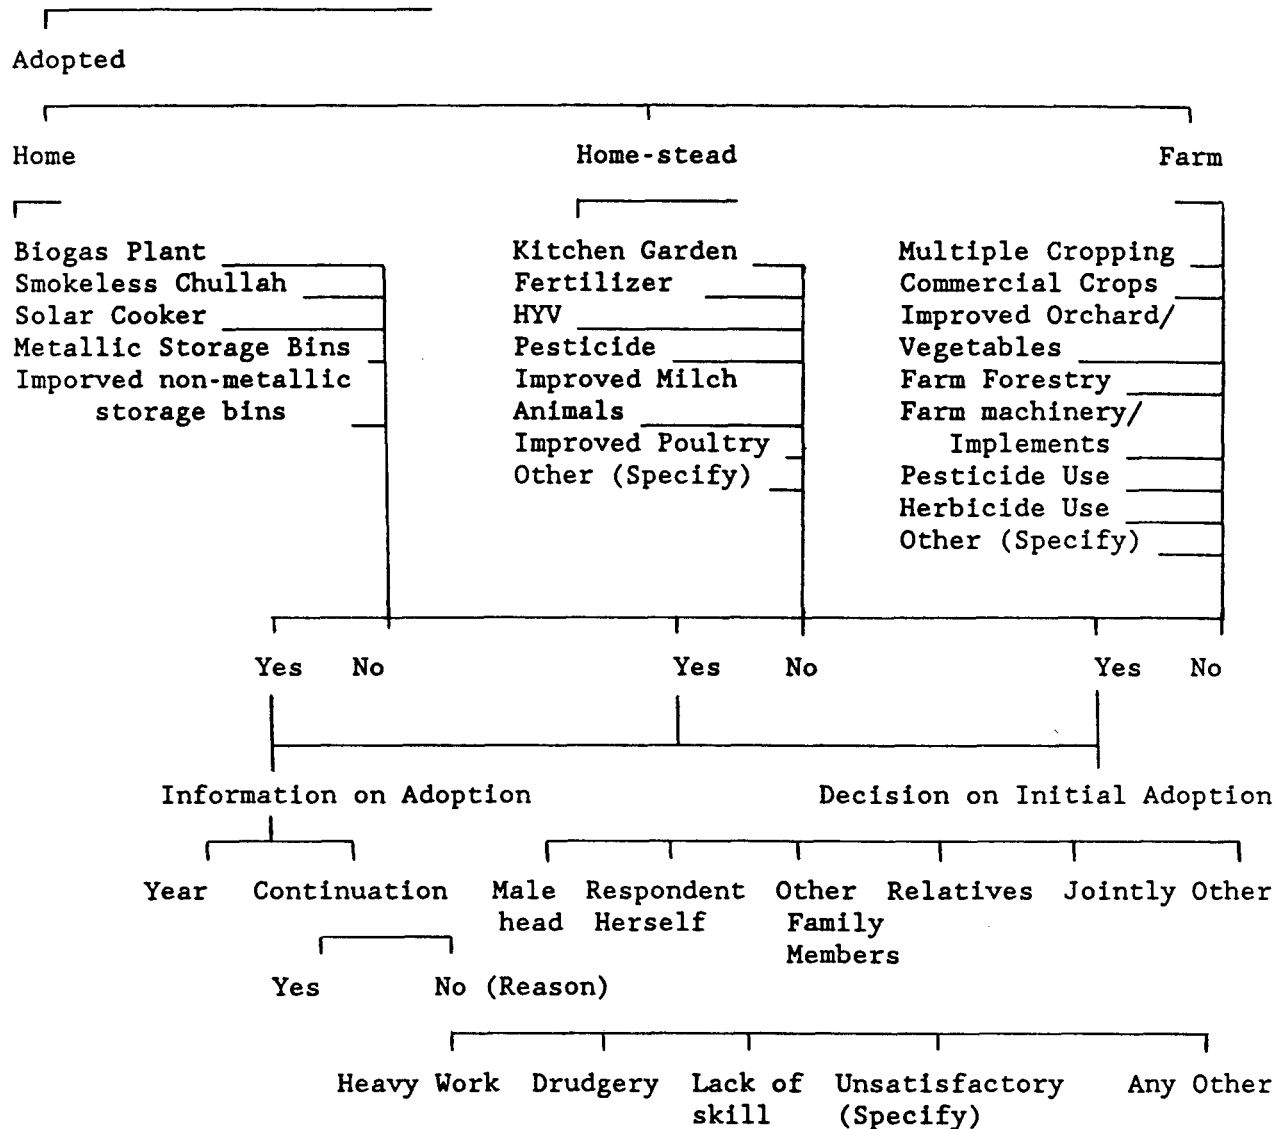 Adopted
Home Home-stead Farm
Biogas Plant Kitchen Garden Multiple Cropping
Smokeless Chullah Fertilizer Commercial Crops
Solar Cooker HYV Improved Orchard/
Metallic Storage Bins Pesticide Vegetables
Imporved non-metallic Improved Milch Farm Forestry
storage bins Animals Farm machinery/
Improved Poultry Implements
Other (Specify) Pesticide Use
Herbicide Use
Other (Specify)
Yes No Yes No Yes No
Information on Adoption Decision on Initial Adoption
Year Continuation Male Respondent Other Relatives Jointly Other
head Herself Family
Members
Yes No (Reason)
Heavy Work Drudgery Lack of Unsatisfactory Any Other
skill (Specify)